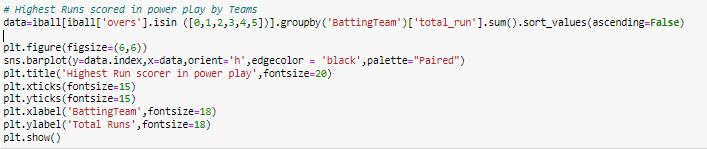 # Highest Runs scored in power play by Teams
data=iball[iball['overs'].isin ([0,1,2,3,4,5])].groupby('BattingTeam')['total_run'].sum().sort_values(ascending=False)
plt.figure(figsize=(6,6))
sns.barplot(y=data.index,x=data,orient='h',edgecolor = 'black',palette="Paired")
plt.title('Highest Run scorer in power play',fontsize=20)
plt.xticks(fontsize=15)
plt.yticks(fontsize=15)
plt.xlabel('BattingTeam',fontsize=18)
plt.ylabel('Total Runs',fontsize=18)
plt.show()